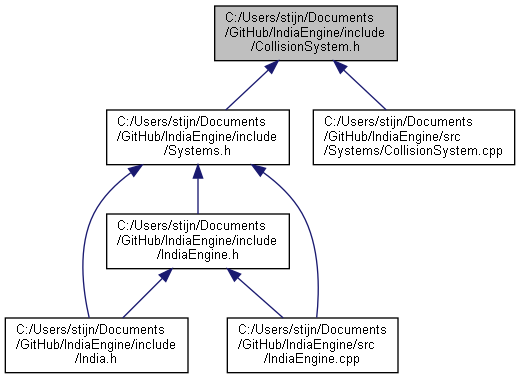 C:/Users/stijn/Documents
/GitHub/IndiaEngine/include
/CollisionSystem.h
C:/Users/stijn/Documents
/GitHub/IndiaEngine/include
/Systems.h
C:/Users/stijn/Documents
/GitHub/IndiaEngine/src
/Systems/CollisionSystem.cpp
C:/Users/stijn/Documents
/GitHub/IndiaEngine/include
/IndiaEngine.h
C:/Users/stijn/Documents
/GitHub/IndiaEngine/include
/India.h
C:/Users/stijn/Documents
/GitHub/IndiaEngine/src
/IndiaEngine.cpp